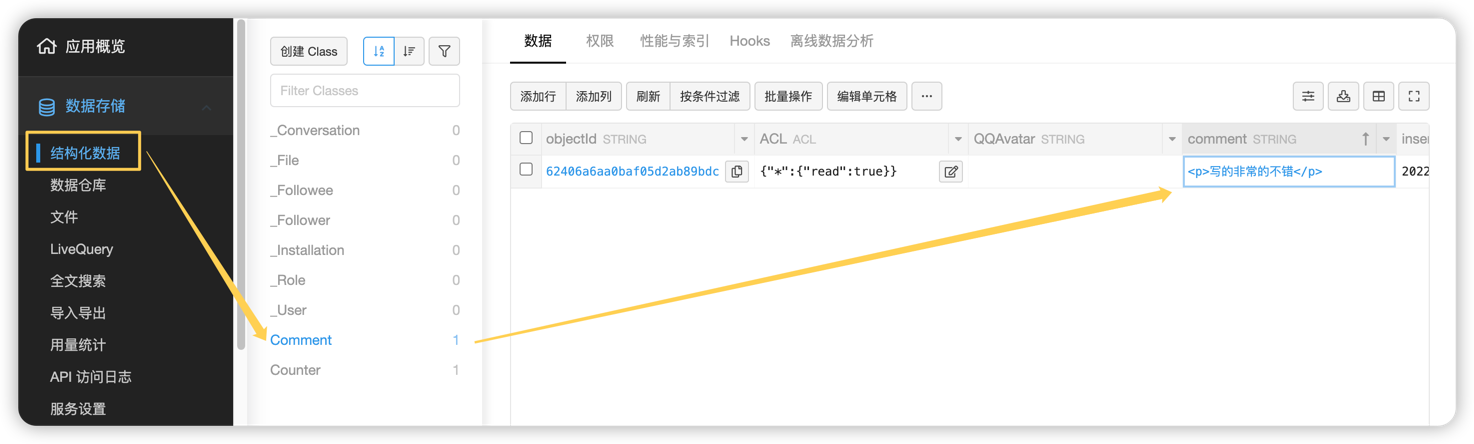 应用概览
数据存储
结构化数据
数据仓库
文件
LiveQuery
全文搜索
导入导出
用量统计
API 访问日志
服务设置
创建 Class
Filter Classes
_Conversation 0
_File 0
_Followee 0
_Follower 0
_Installation 0
_Role 0
_User 0
Comment 1
Counter 1
数据 权限 性能与索引 Hooks 离线数据分析
添加行 添加列 刷新 按条件过滤 批量操作 编辑单元格 ···
objectId STRING ACL ACL QQAvatar STRING comment STRING inser
62406a6aa0baf05d2ab89bdc {"*":{"read":true}} <p>写的非常的不错</p> 2022